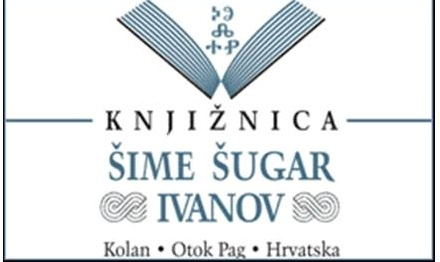 KNJIŽNICA
ŠIME ŠUGAR
IVANOV
Kolan • Otok Pag • Hrvatska